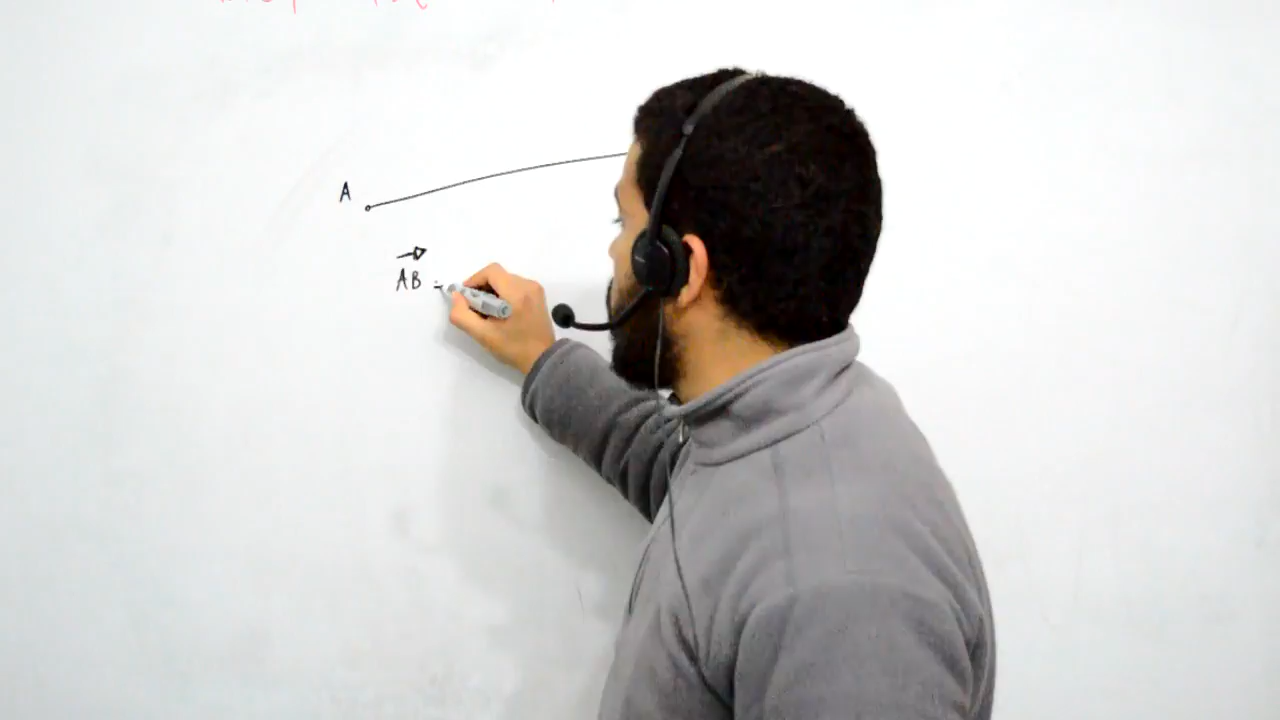 A
→
AB =